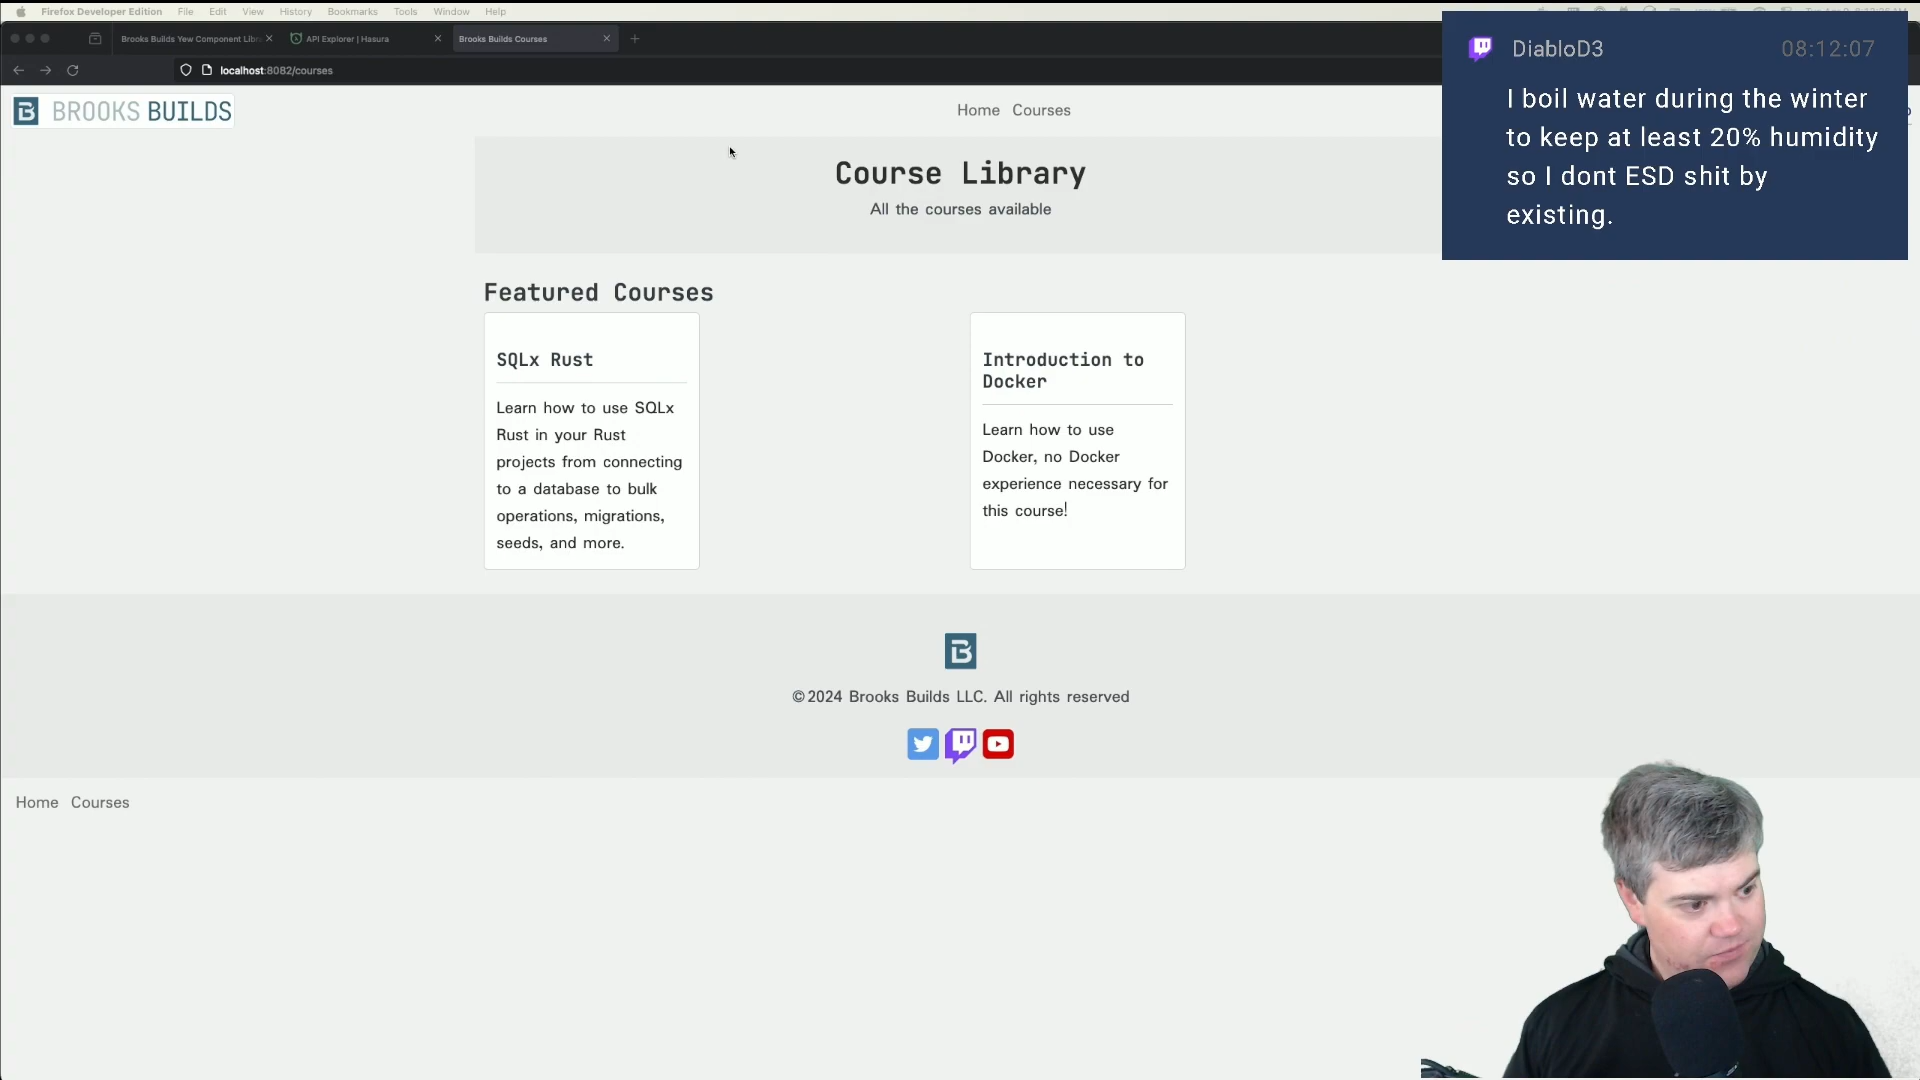 Firefox Developer Edition File Edit View History Bookmarks Tools Window Help
Brooks Builds Yew Component Libr
API Explorer | Hasura
Brooks Builds Courses
localhost:8082/courses
DiabloD3 08:12:07
I boil water during the winter
to keep at least 20% humidity
so I dont ESD shit by
existing.
BROOKS BUILDS
Home Courses
Course Library
All the courses available
Featured Courses
SQLx Rust
Learn how to use SQLx
Rust in your Rust
projects from connecting
to a database to bulk
operations, migrations,
seeds, and more.
Introduction to
Docker
Learn how to use
Docker, no Docker
experience necessary for
this course!
©2024 Brooks Builds LLC. All rights reserved
Home Courses